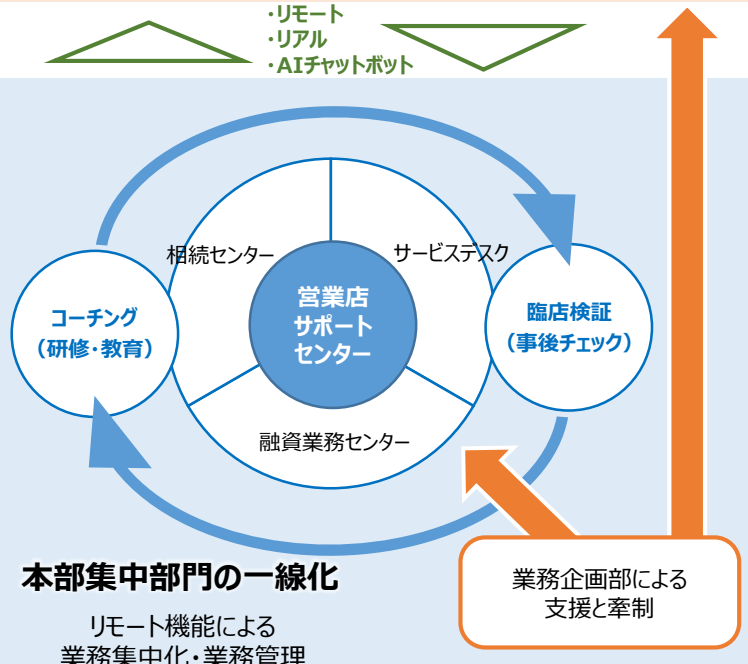 ・リモート
・リアル
・AIチャットボット
相続センター
サービスデスク
営業店
サポート
センター
コーチング
（研修・教育）
臨店検証
（事後チェック）
融資業務センター
本部集中部門の一線化
リモート機能による
業務集中化・業務管理
業務企画部による
支援と牽制